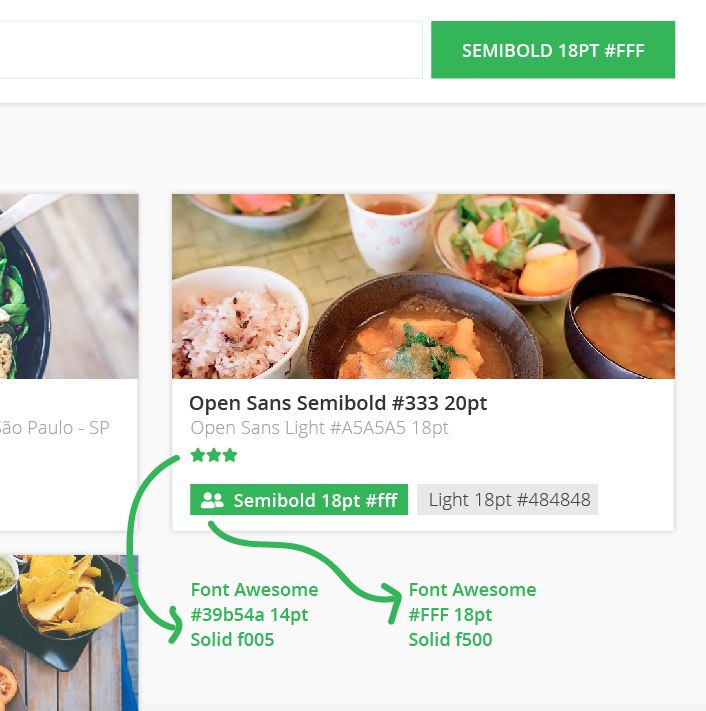 SEMIBOLD 18PT #FFF
Open Sans Semibold #333 20pt
São Paulo - SP
Open Sans Light #A5A5A5 18pt
Semibold 18pt #fff
Light 18pt #484848
Font Awesome
#39b54a 14pt
Solid f005
Font Awesome
#FFF 18pt
Solid f500